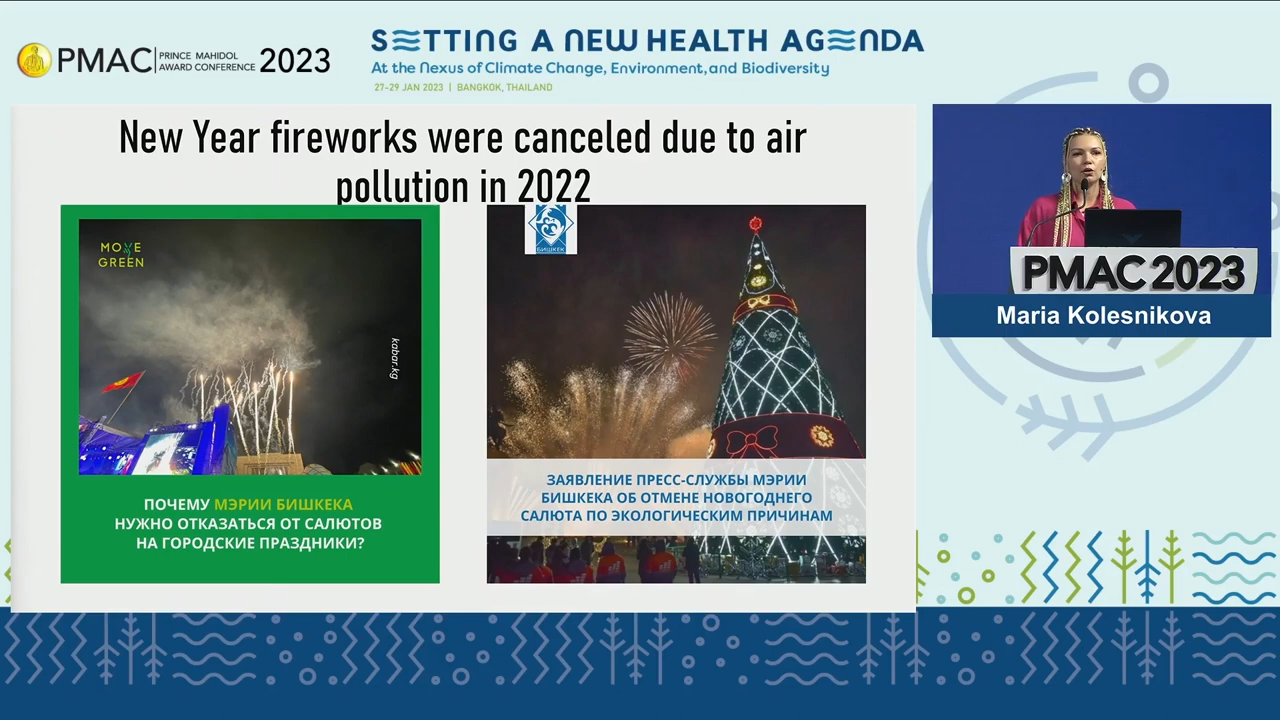 PMAC
PRINCE MAHIDOL
AWARD CONFERENCE
2023
SETTING A NEW HEALTH AGENDA
At the Nexus of Climate Change, Environment, and Biodiversity
27-29 JAN 2023 | BANGKOK, THAILAND
New Year fireworks were canceled due to air
pollution in 2022
MOVE
GREEN
kabar.kg
ПОЧЕМУ МЭРИИ БИШКЕКА
НУЖНО ОТКАЗАТЬСЯ ОТ САЛЮТОВ
НА ГОРОДСКИЕ ПРАЗДНИКИ?
БИШКЕК
ЗАЯВЛЕНИЕ ПРЕСС-СЛУЖБЫ МЭРИИ
БИШКЕКА ОБ ОТМЕНЕ НОВОГОДНЕГО
САЛЮТА ПО ЭКОЛОГИЧЕСКИМ ПРИЧИНАМ
PMAC 2023
Maria Kolesnikova